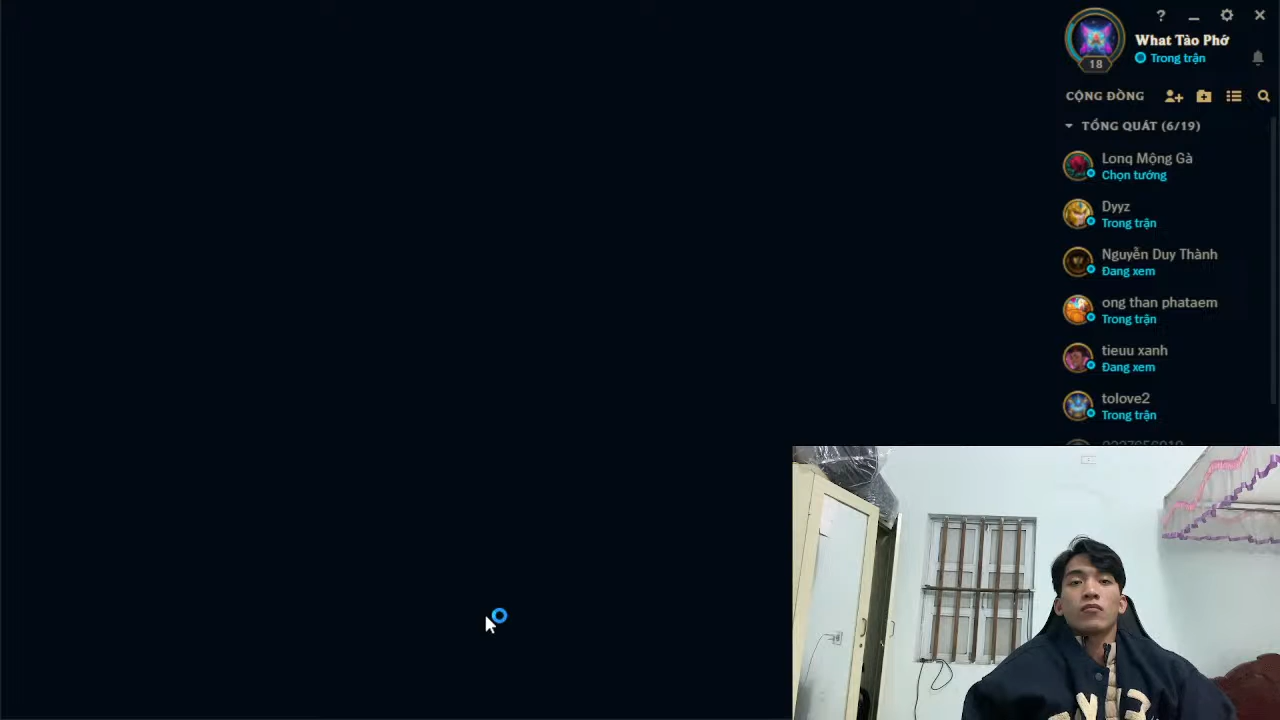 ?
What Tào Phớ
18
Trong trận
CỘNG ĐỒNG
TỔNG QUÁT (6/19)
Lonq Mộng Gà
Chọn tướng
Dyyz
Trong trận
Nguyễn Duy Thành
Đang xem
ong than phataem
Trong trận
tieuu xanh
Đang xem
tolove2
Trong trận